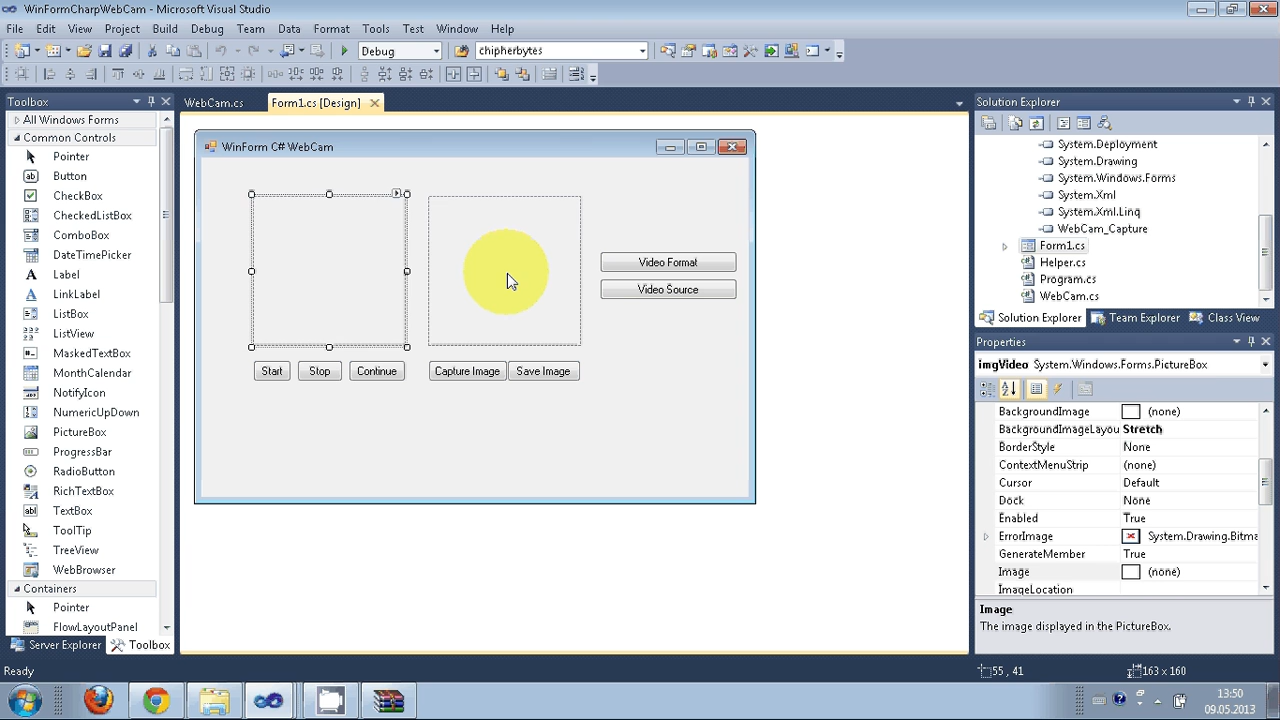 WinFormCharpWebCam - Microsoft Visual Studio
File Edit View Project Build Debug Team Data Format Tools Test Window Help
Debug chipherbytes
Toolbox
WebCam.cs Form1.cs [Design]
All Windows Forms
Common Controls
Pointer
Button
CheckBox
CheckedListBox
ComboBox
DateTimePicker
A Label
A LinkLabel
ListBox
ListView
MaskedTextBox
MonthCalendar
NotifyIcon
NumericUpDown
PictureBox
ProgressBar
RadioButton
RichTextBox
TextBox
ToolTip
TreeView
WebBrowser
Containers
Pointer
FlowLayoutPanel
Server Explorer Toolbox
WinForm C# WebCam
Video Format
Video Source
Start Stop Continue Capture Image Save Image
Solution Explorer
System.Deployment
System.Drawing
System.Windows.Forms
System.Xml
System.Xml.Linq
WebCam_Capture
Form1.cs
Helper.cs
Program.cs
WebCam.cs
Solution Explorer Team Explorer Class View
Properties
imgVideo System.Windows.Forms.PictureBox
BackgroundImage (none)
BackgroundImageLayou Stretch
BorderStyle None
ContextMenuStrip (none)
Cursor Default
Dock None
Enabled True
ErrorImage System.Drawing.Bitma
GenerateMember True
Image (none)
ImageLocation
Image
The image displayed in the PictureBox.
Ready 55 , 41 163 x 160
13:50
09.05.2013